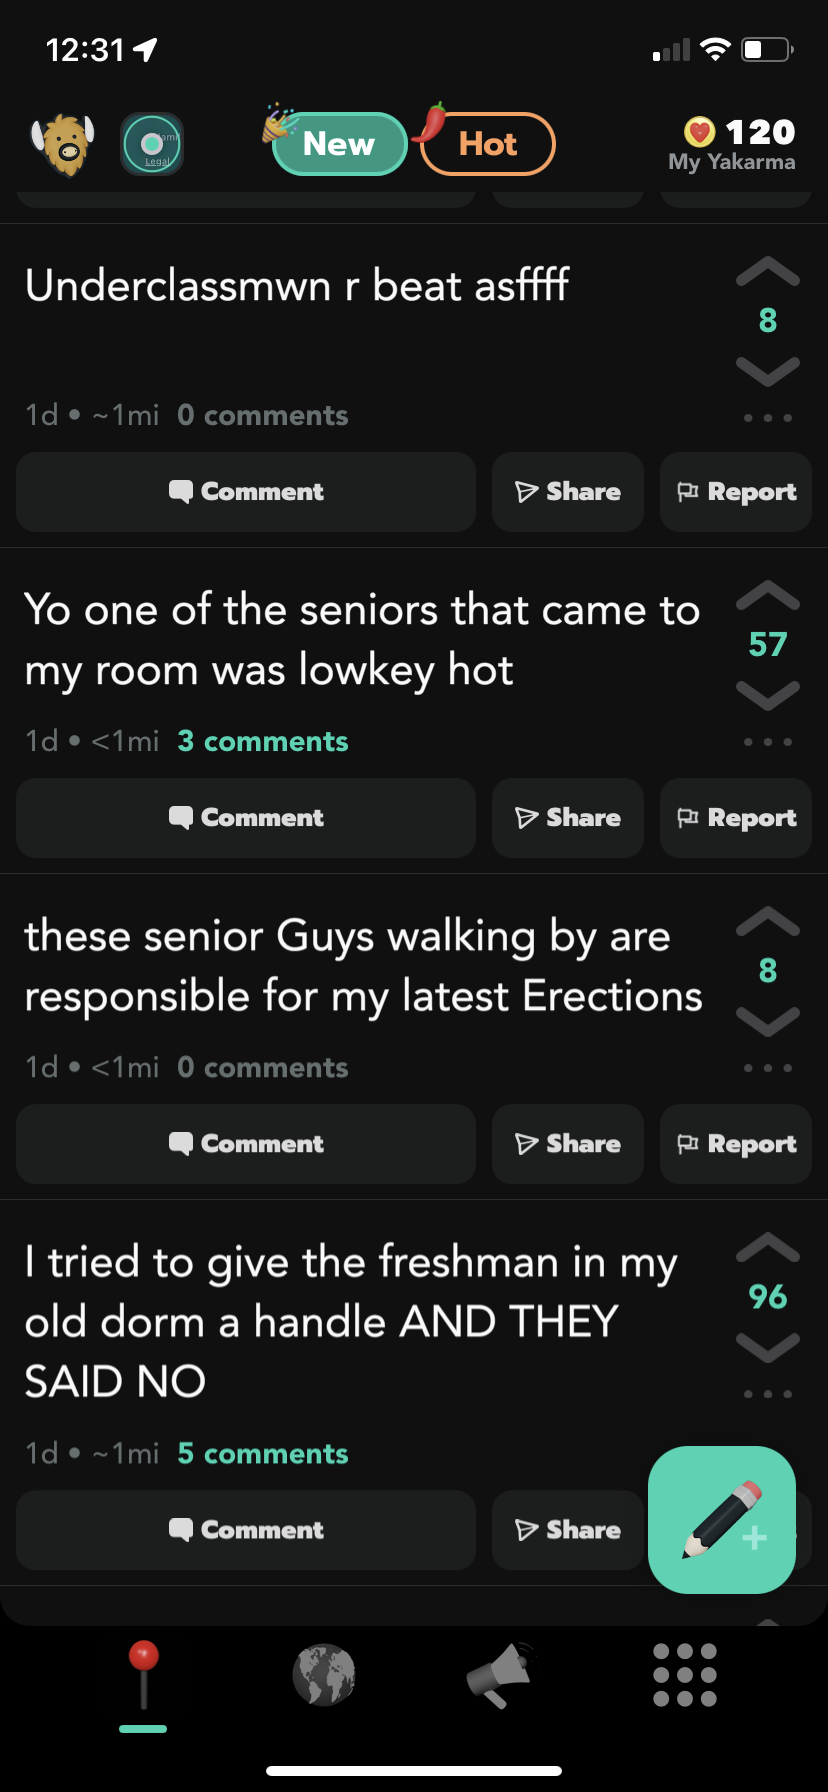 12:31
New
Hot
120
My Yakarma
Legal
Underclassmwn r beat asffff
8
1d • ~1mi 0 comments
Comment
Share
Report
Yo one of the seniors that came to
my room was lowkey hot
57
1d • <1mi 3 comments
Comment
Share
Report
these senior Guys walking by are
responsible for my latest Erections
8
1d • <1mi 0 comments
Comment
Share
Report
I tried to give the freshman in my
old dorm a handle AND THEY
SAID NO
96
1d • ~1mi 5 comments
Comment
Share